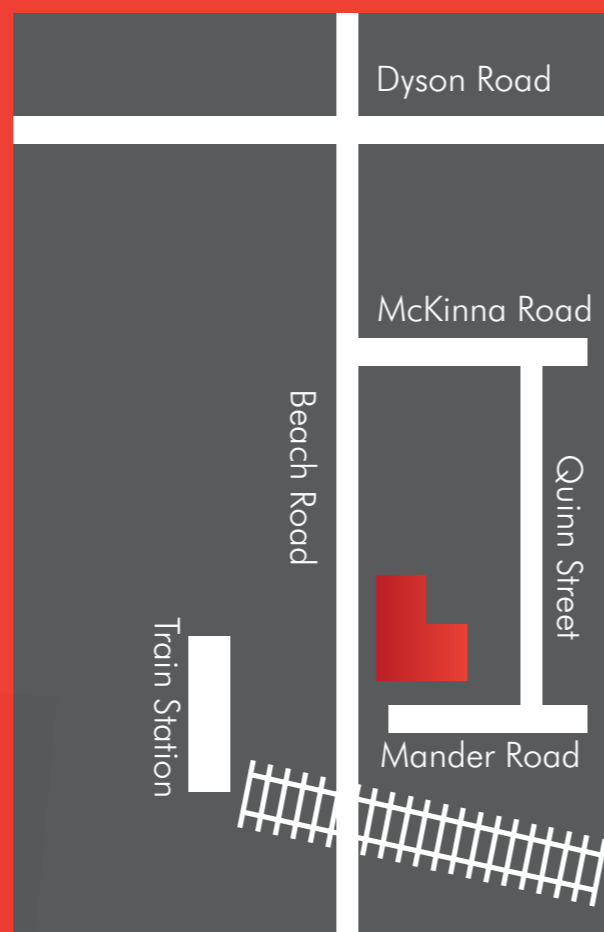 Dyson Road
McKinna Road
Beach Road
Quinn Street
Train Station
Mander Road